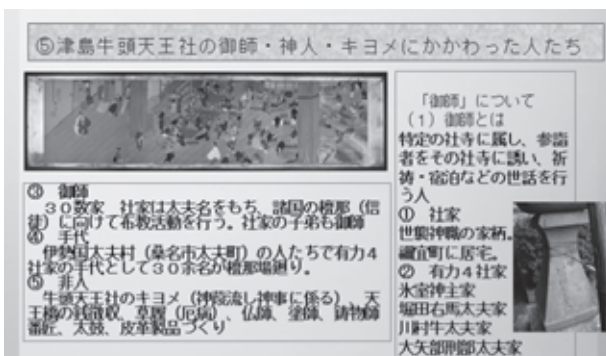 ⑤津島牛頭天王社の御師・神人・キヨメにかかわった人たち
「御師」について
(1)御師とは
特定の社寺に属し、参詣
者をその社寺に誘い、祈
祷・宿泊などの世話を行
う人
① 社家
世襲神職の家柄。
禰宜町に居宅。
② 有力4社家
氷室神主家
堀田右馬太夫家
川村牛太夫家
大矢部刑部太夫家
③ 御師
30数家 社家は太夫名をもち、諸国の檀那(信
徒)に向けて布教活動を行う。社家の子弟も御師
④ 手代
伊勢国太夫村(桑名市太夫町)の人たちで有力4
社家の手代として30余名が檀那場廻り。
⑤ 非人
牛頭天王社のキヨメ(神葭流し神事に係る)、天
王橋の銭徴収、草履(厄病)、仏師、塗師、鋳物師
番匠、太鼓、皮革製品づくり